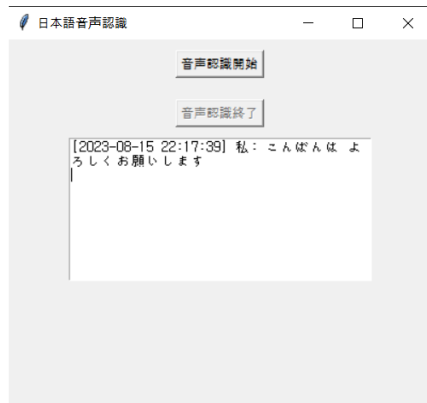 日本語音声認識
音声認識開始
音声認識終了
[2023-08-15 22:17:39] 私: こんばんは よ
ろしくお願いします